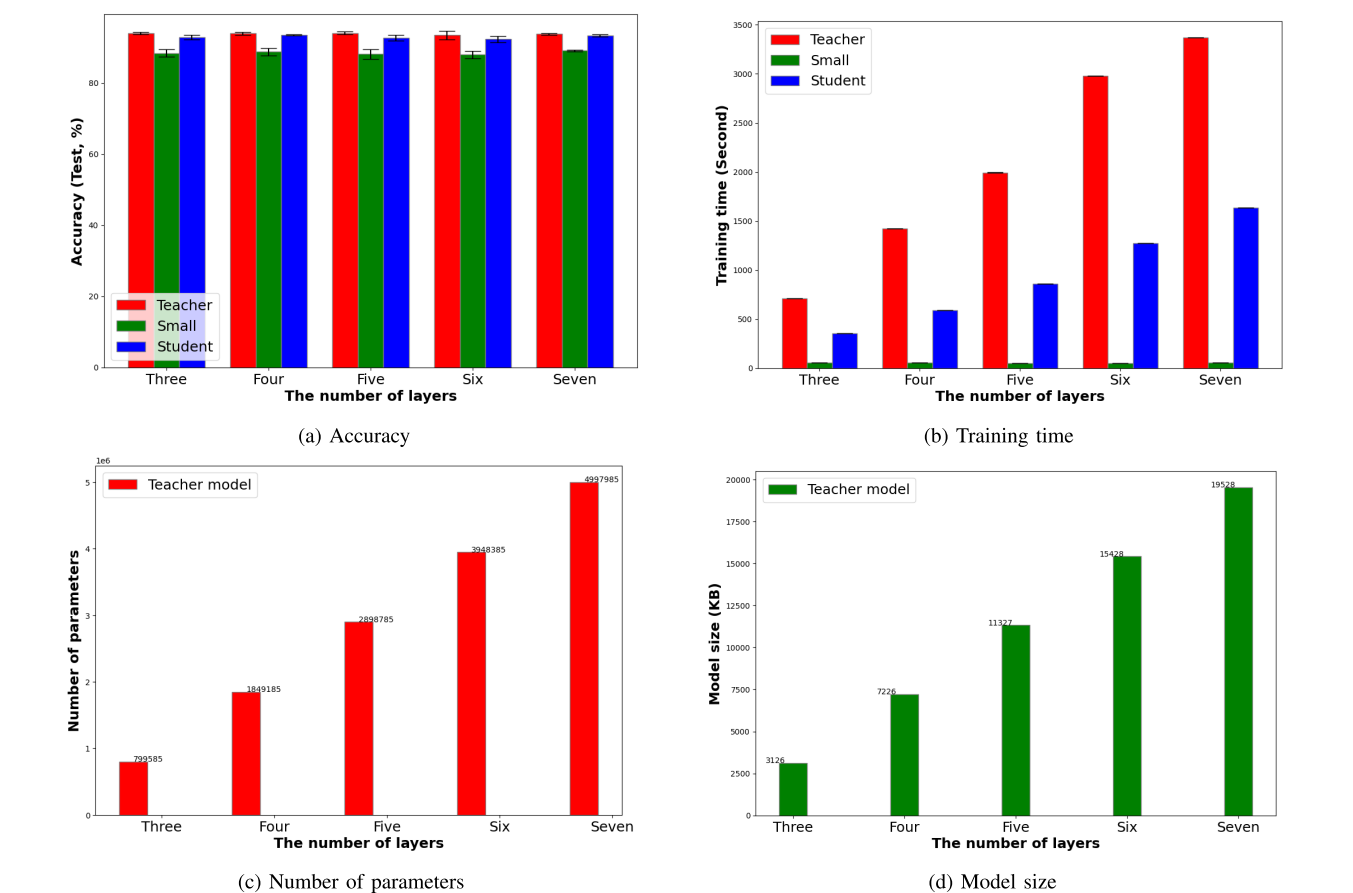 Accuracy (Test, %)
80
60
40
20
0
Teacher
Small
Student
Three Four Five Six Seven
The number of layers
(a) Accuracy
Training time (Second)
3500
3000
2500
2000
1500
1000
500
0
Teacher
Small
Student
Three Four Five Six Seven
The number of layers
(b) Training time
1e6
Number of parameters
5
4
3
2
1
0
Teacher model
799585
1849185
2898785
3948385
4997985
Three Four Five Six Seven
The number of layers
(c) Number of parameters
Model size (KB)
20000
17500
15000
12500
10000
7500
5000
2500
0
Teacher model
3126
7226
11327
15428
19528
Three Four Five Six Seven
The number of layers
(d) Model size